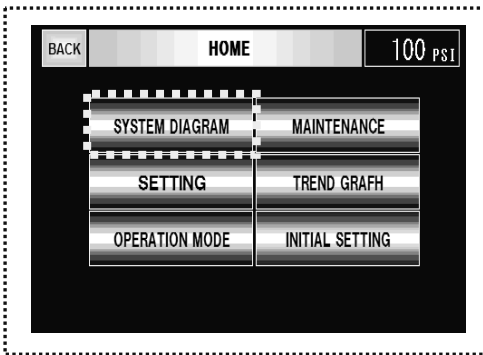 BACK HOME 100 PSI
SYSTEM DIAGRAM MAINTENANCE
SETTING TREND GRAFH
OPERATION MODE INITIAL SETTING